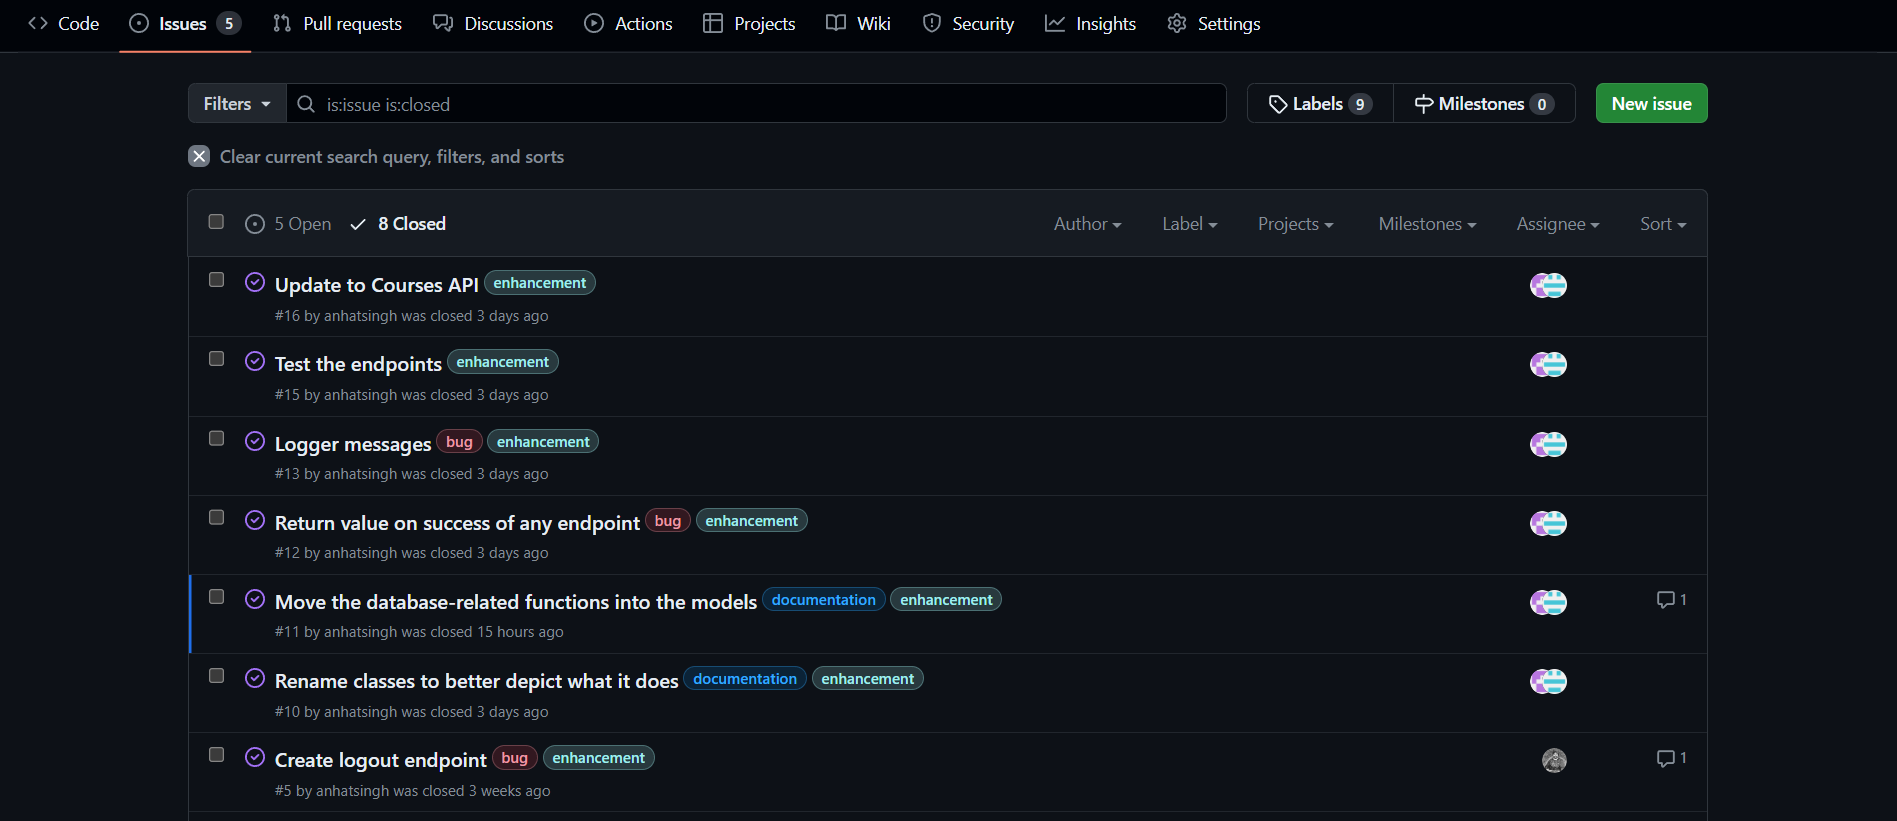 Code Issues 5 Pull requests Discussions Actions Projects Wiki Security Insights Settings
Filters is:issue is:closed Labels 9 Milestones 0 New issue
Clear current search query, filters, and sorts
5 Open 8 Closed Author Label Projects Milestones Assignee Sort
Update to Courses API enhancement
#16 by anhatsingh was closed 3 days ago
Test the endpoints enhancement
#15 by anhatsingh was closed 3 days ago
Logger messages bug enhancement
#13 by anhatsingh was closed 3 days ago
Return value on success of any endpoint bug enhancement
#12 by anhatsingh was closed 3 days ago
Move the database-related functions into the models documentation enhancement 1
#11 by anhatsingh was closed 15 hours ago
Rename classes to better depict what it does documentation enhancement
#10 by anhatsingh was closed 3 days ago
Create logout endpoint bug enhancement 1
#5 by anhatsingh was closed 3 weeks ago